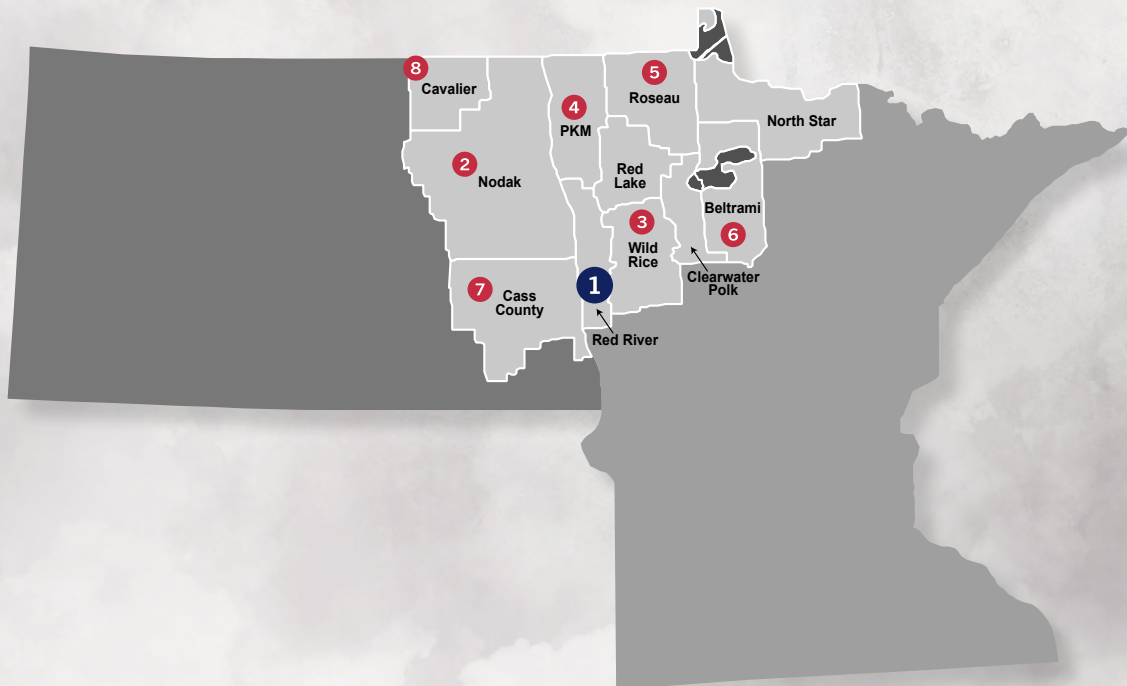 8
Cavalier
5
Roseau
4
PKM
North Star
2
Nodak
Red
Lake
Beltrami
6
3
Wild
Rice
Clearwater
Polk
7
Cass
County
1
Red River